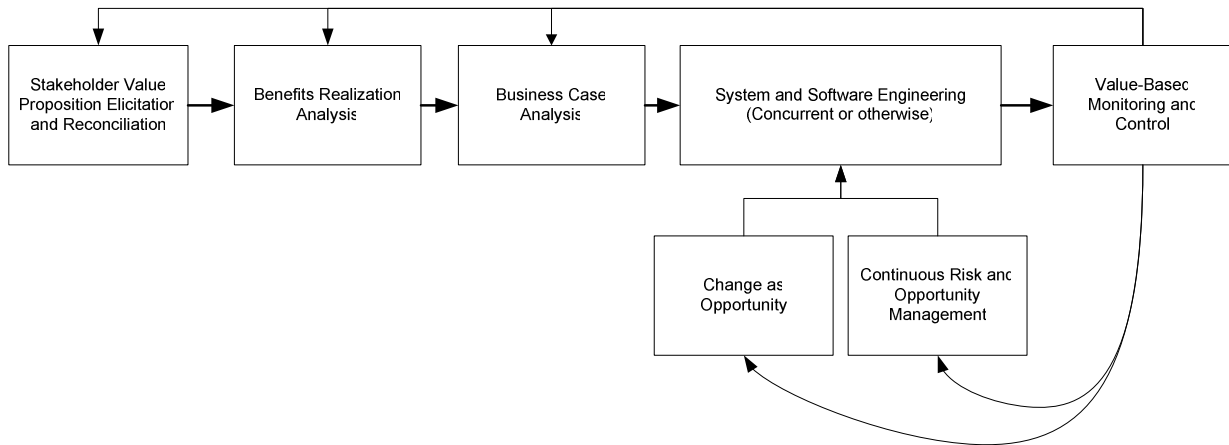 Stakeholder Value
Proposition Elicitation
and Reconciliation
Benefits Realization
Analysis
Business Case
Analysis
System and Software Engineering
(Concurrent or otherwise)
Value-Based
Monitoring and
Control
Change as
Opportunity
Continuous Risk and
Opportunity
Management